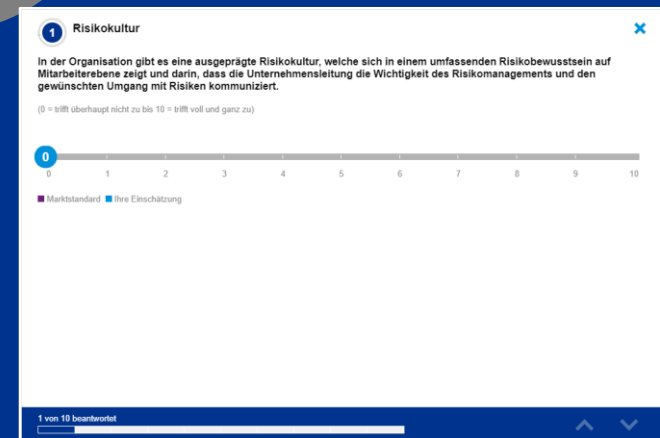 1 Risikokultur
In der Organisation gibt es eine ausgeprägte Risikokultur, welche sich in einem umfassenden Risikobewusstsein auf
Mitarbeiterebene zeigt und darin, dass die Unternehmensleitung die Wichtigkeit des Risikomanagements und den
gewünschten Umgang mit Risiken kommuniziert.
(0 = trifft überhaupt nicht zu bis 10 = trifft voll und ganz zu)
0
0 1 2 3 4 5 6 7 8 9 10
Marktstandard Ihre Einschätzung
1 von 10 beantwortet